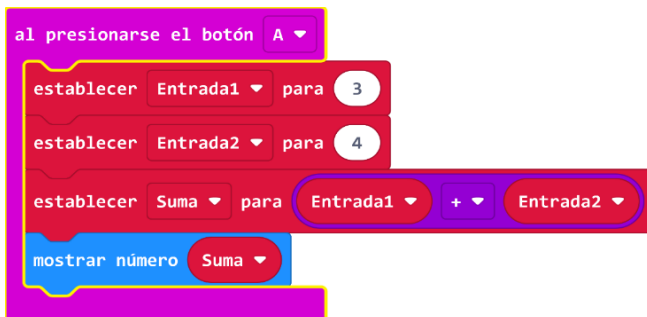 al presionarse el botón A
establecer Entrada1 para 3
establecer Entrada2 para 4
establecer Suma para Entrada1 + Entrada2
mostrar número Suma